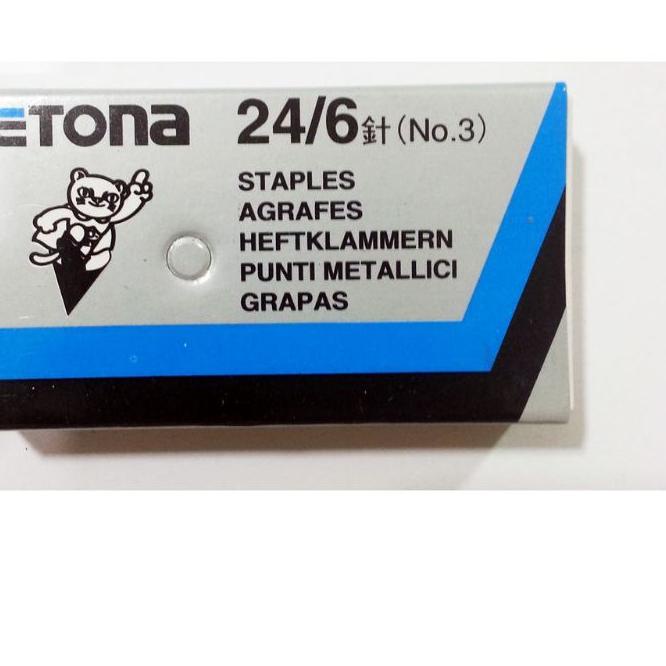 ETONA
24/6針(No.3)
STAPLES
AGRAFES
HEFTKLAMMERN
PUNTI METALLICI
GRAPAS